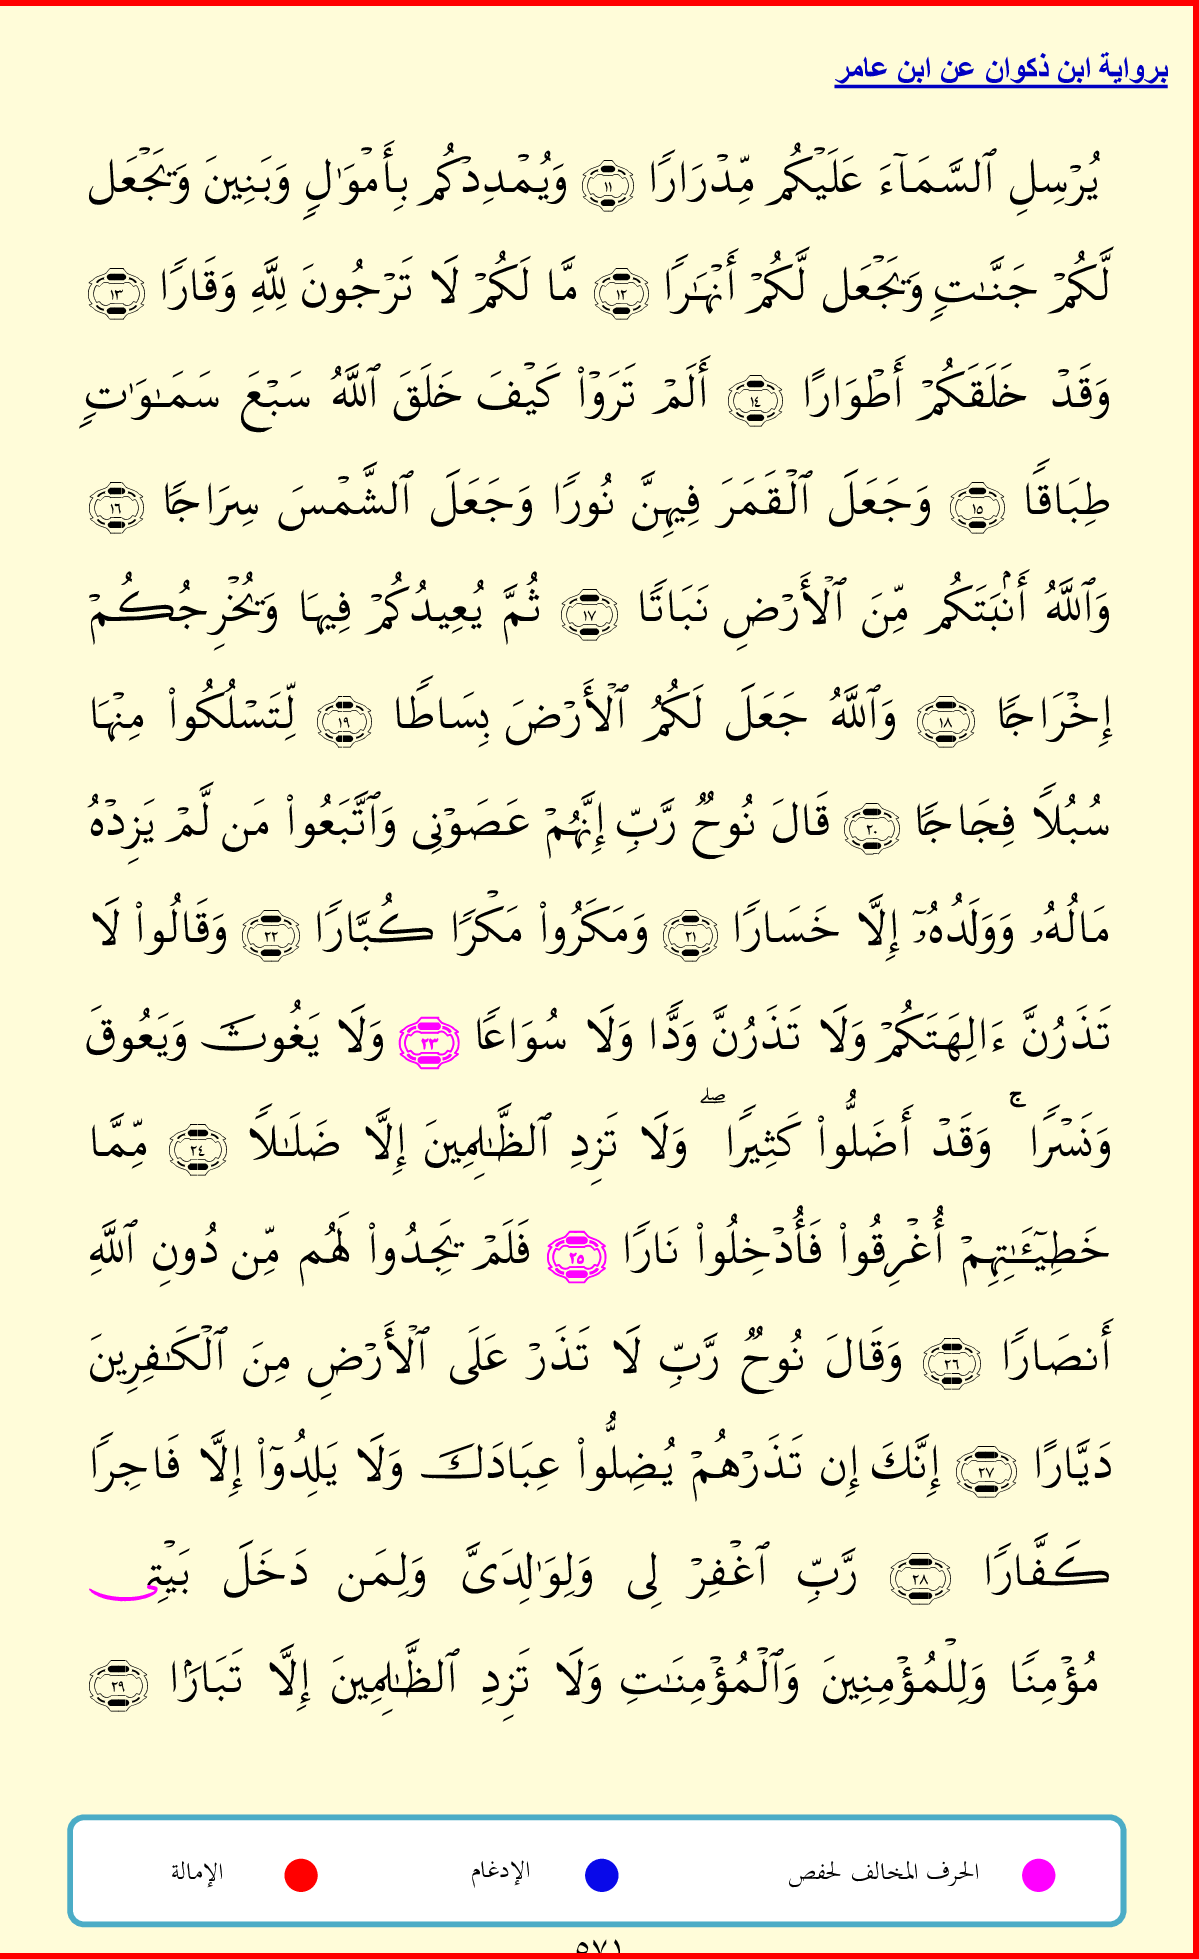 برواية ابن ذكوان عن ابن عامر
يُرۡسِلِ ٱلسَّمَآءَ عَلَيۡكُم مِّدۡرَارٗا ١١ وَيُمۡدِدۡكُم بِأَمۡوَٰلٖ وَبَنِينَ وَيَجۡعَل
لَّكُمۡ جَنَّٰتٖ وَيَجۡعَل لَّكُمۡ أَنۡهَٰرٗا ١٢ مَّا لَكُمۡ لَا تَرۡجُونَ لِلَّهِ وَقَارٗا ١٣
وَقَدۡ خَلَقَكُمۡ أَطۡوَارًا ١٤ أَلَمۡ تَرَوۡاْ كَيۡفَ خَلَقَ ٱللَّهُ سَبۡعَ سَمَٰوَٰتٖ
طِبَاقٗا ١٥ وَجَعَلَ ٱلۡقَمَرَ فِيهِنَّ نُورٗا وَجَعَلَ ٱلشَّمۡسَ سِرَاجٗا ١٦
وَٱللَّهُ أَنۢبَتَكُم مِّنَ ٱلۡأَرۡضِ نَبَاتٗا ١٧ ثُمَّ يُعِيدُكُمۡ فِيهَا وَيُخۡرِجُكُمۡ
إِخۡرَاجٗا ١٨ وَٱللَّهُ جَعَلَ لَكُمُ ٱلۡأَرۡضَ بِسَاطٗا ١٩ لِّتَسۡلُكُواْ مِنۡهَا
سُبُلٗا فِجَاجٗا ٢٠ قَالَ نُوحٞ رَّبِّ إِنَّهُمۡ عَصَوۡنِي وَٱتَّبَعُواْ مَن لَّمۡ يَزِدۡهُ
مَالُهُۥ وَوَلَدُهُۥٓ إِلَّا خَسَارٗا ٢١ وَمَكَرُواْ مَكۡرٗا كُبَّارٗا ٢٢ وَقَالُواْ لَا
تَذَرُنَّ ءَالِهَتَكُمۡ وَلَا تَذَرُنَّ وَدّٗا وَلَا سُوَاعٗا ٢٣ وَلَا يَغُوثَ وَيَعُوقَ
وَنَسۡرٗا ۚ وَقَدۡ أَضَلُّواْ كَثِيرٗا ۖ وَلَا تَزِدِ ٱلظَّٰلِمِينَ إِلَّا ضَلَٰلٗا ٢٤ مِّمَّا
خَطِيٓـَٰٔتِهِمۡ أُغۡرِقُواْ فَأُدۡخِلُواْ نَارٗا ٢٥ فَلَمۡ يَجِدُواْ لَهُم مِّن دُونِ ٱللَّهِ
أَنصَارٗا ٢٦ وَقَالَ نُوحٞ رَّبِّ لَا تَذَرۡ عَلَى ٱلۡأَرۡضِ مِنَ ٱلۡكَٰفِرِينَ
دَيَّارًا ٢٧ إِنَّكَ إِن تَذَرۡهُمۡ يُضِلُّواْ عِبَادَكَ وَلَا يَلِدُوٓاْ إِلَّا فَاجِرٗا
كَفَّارٗا ٢٨ رَّبِّ ٱغۡفِرۡ لِي وَلِوَٰلِدَيَّ وَلِمَن دَخَلَ بَيۡتِي
مُؤۡمِنٗا وَلِلۡمُؤۡمِنِينَ وَٱلۡمُؤۡمِنَٰتِ وَلَا تَزِدِ ٱلظَّٰلِمِينَ إِلَّا تَبَارَۢا ٢٩
الحرف المخالف لحفص الإدغام الإمالة
٥٧١